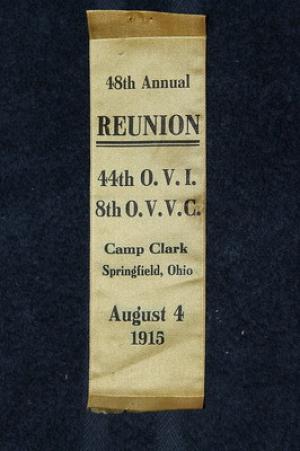 48th Annual
REUNION
44th O. V. I.
8th O. V. V. C.
Camp Clark
Springfield, Ohio
August 4
1915